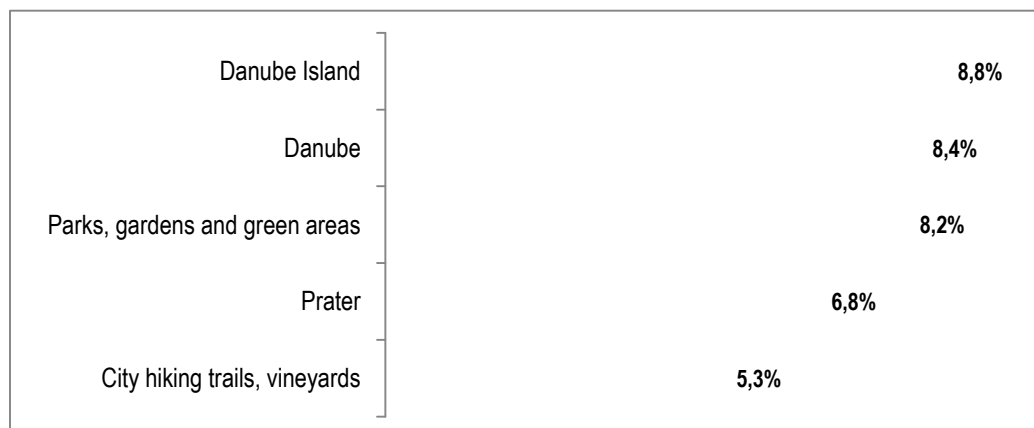 Danube Island 8,8%
Danube 8,4%
Parks, gardens and green areas 8,2%
Prater 6,8%
City hiking trails, vineyards 5,3%